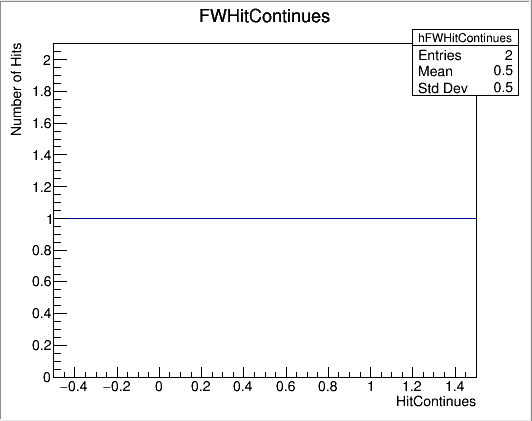 FWHitContinues
hFWHitContinues
Entries 2
Mean 0.5
Std Dev 0.5
Number of Hits
2
1.8
1.6
1.4
1.2
1
0.8
0.6
0.4
0.2
0
−0.4 −0.2 0 0.2 0.4 0.6 0.8 1 1.2 1.4
HitContinues